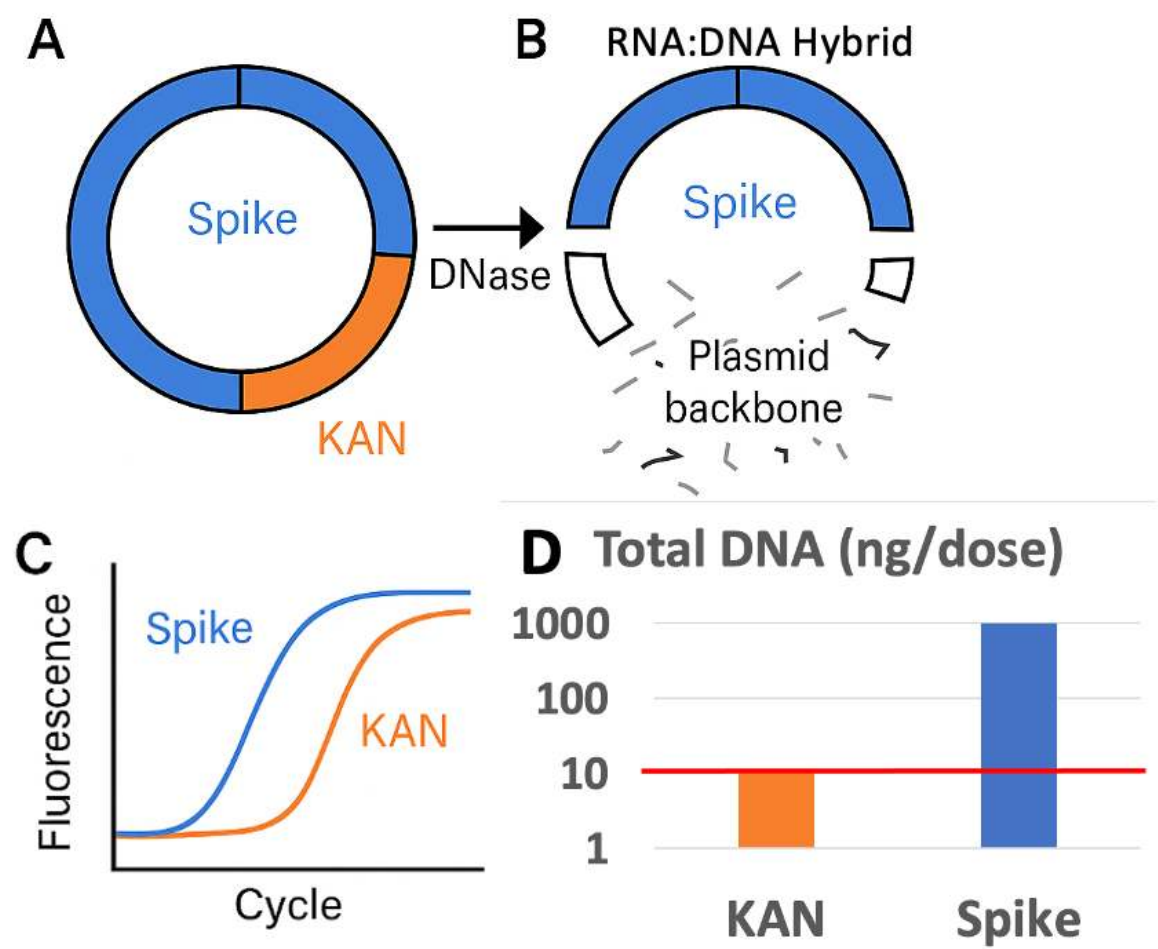 A
Spike
KAN
DNase
B
RNA:DNA Hybrid
Spike
Plasmid
backbone
C
Fluorescence
Spike
KAN
Cycle
D
Total DNA (ng/dose)
1000
100
10
1
KAN
Spike